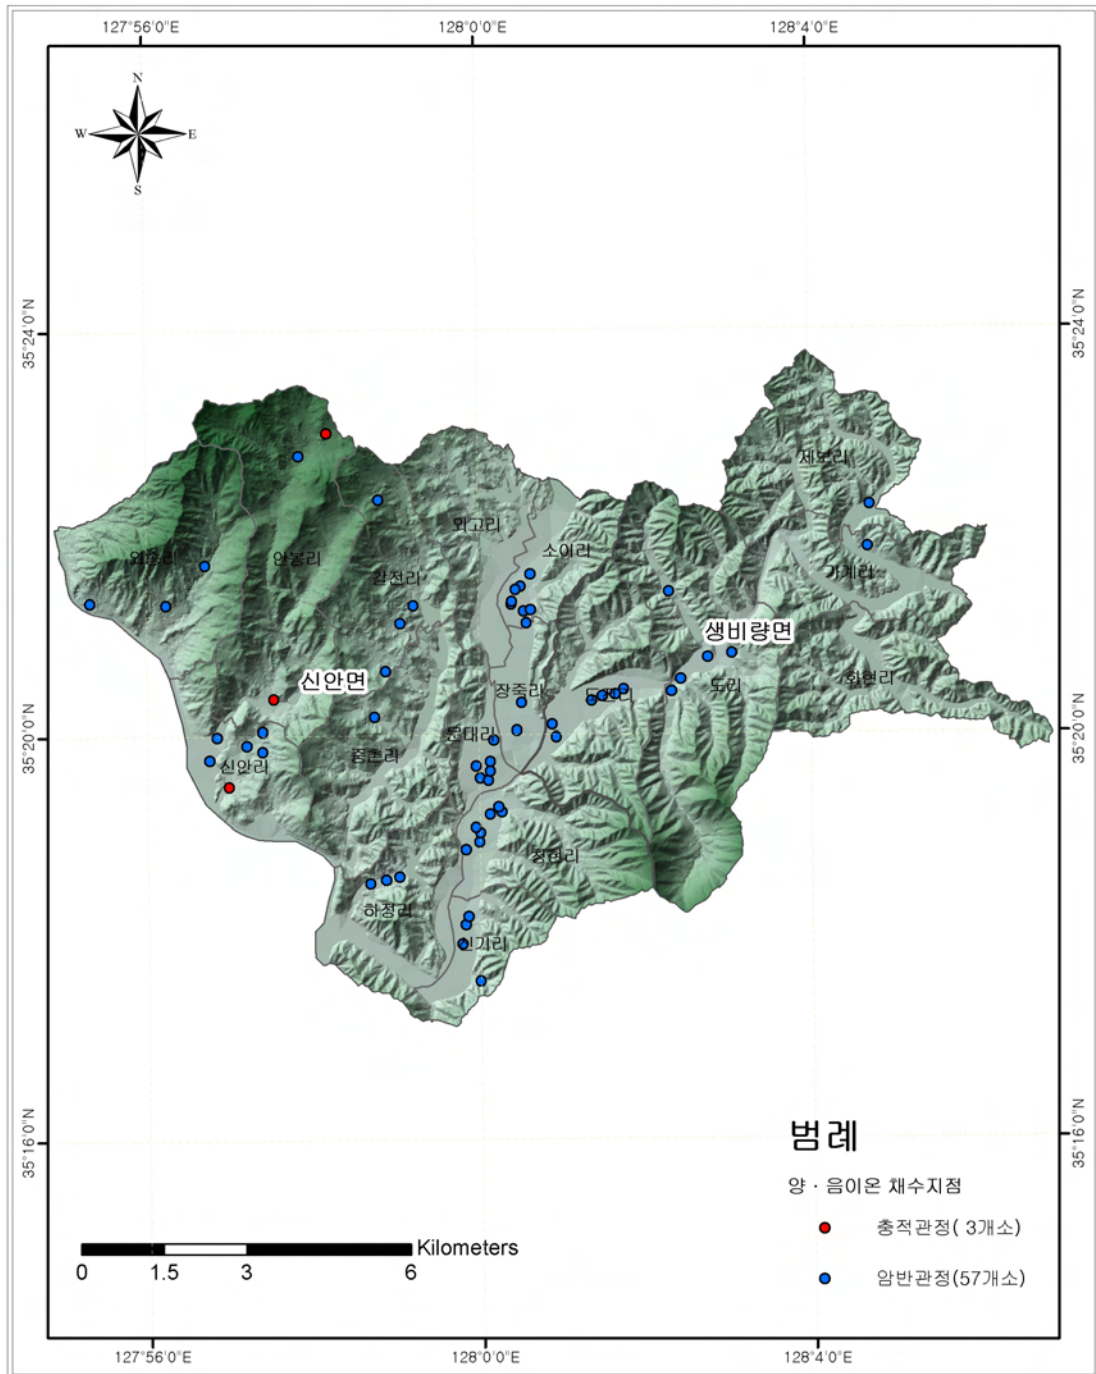 127°56'0"E
128°0'0"E
128°4'0"E
N
W
E
S
35°24'0"N
35°24'0"N
제보리
외고리
소이리
안봉리
갈전리
가계리
생비량면
신안면
도리
화현리
장죽리
문대리
35°20'0"N
35°20'0"N
중촌리
신안리
청현리
하정리
신기리
35°16'0"N
35°16'0"N
범례
양 · 음이온 채수지점
충적관정( 3개소)
암반관정(57개소)
Kilometers
0
1.5
3
6
127°56'0"E
128°0'0"E
128°4'0"E